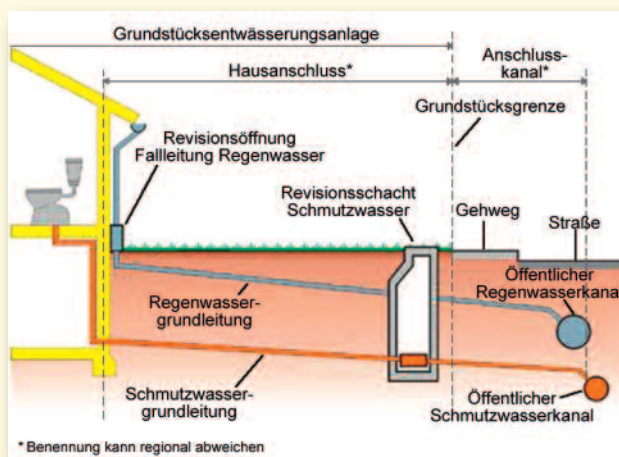 Grundstücksentwässerungsanlage
Hausanschluss*
Anschluss-
kanal*
Grundstücksgrenze
Revisionsöffnung
Fallleitung Regenwasser
Revisionsschacht
Schmutzwasser
Gehweg
Straße
Öffentlicher
Regenwasserkanal
Regenwasser-
grundleitung
Schmutzwasser-
grundleitung
Öffentlicher
Schmutzwasserkanal
* Benennung kann regional abweichen